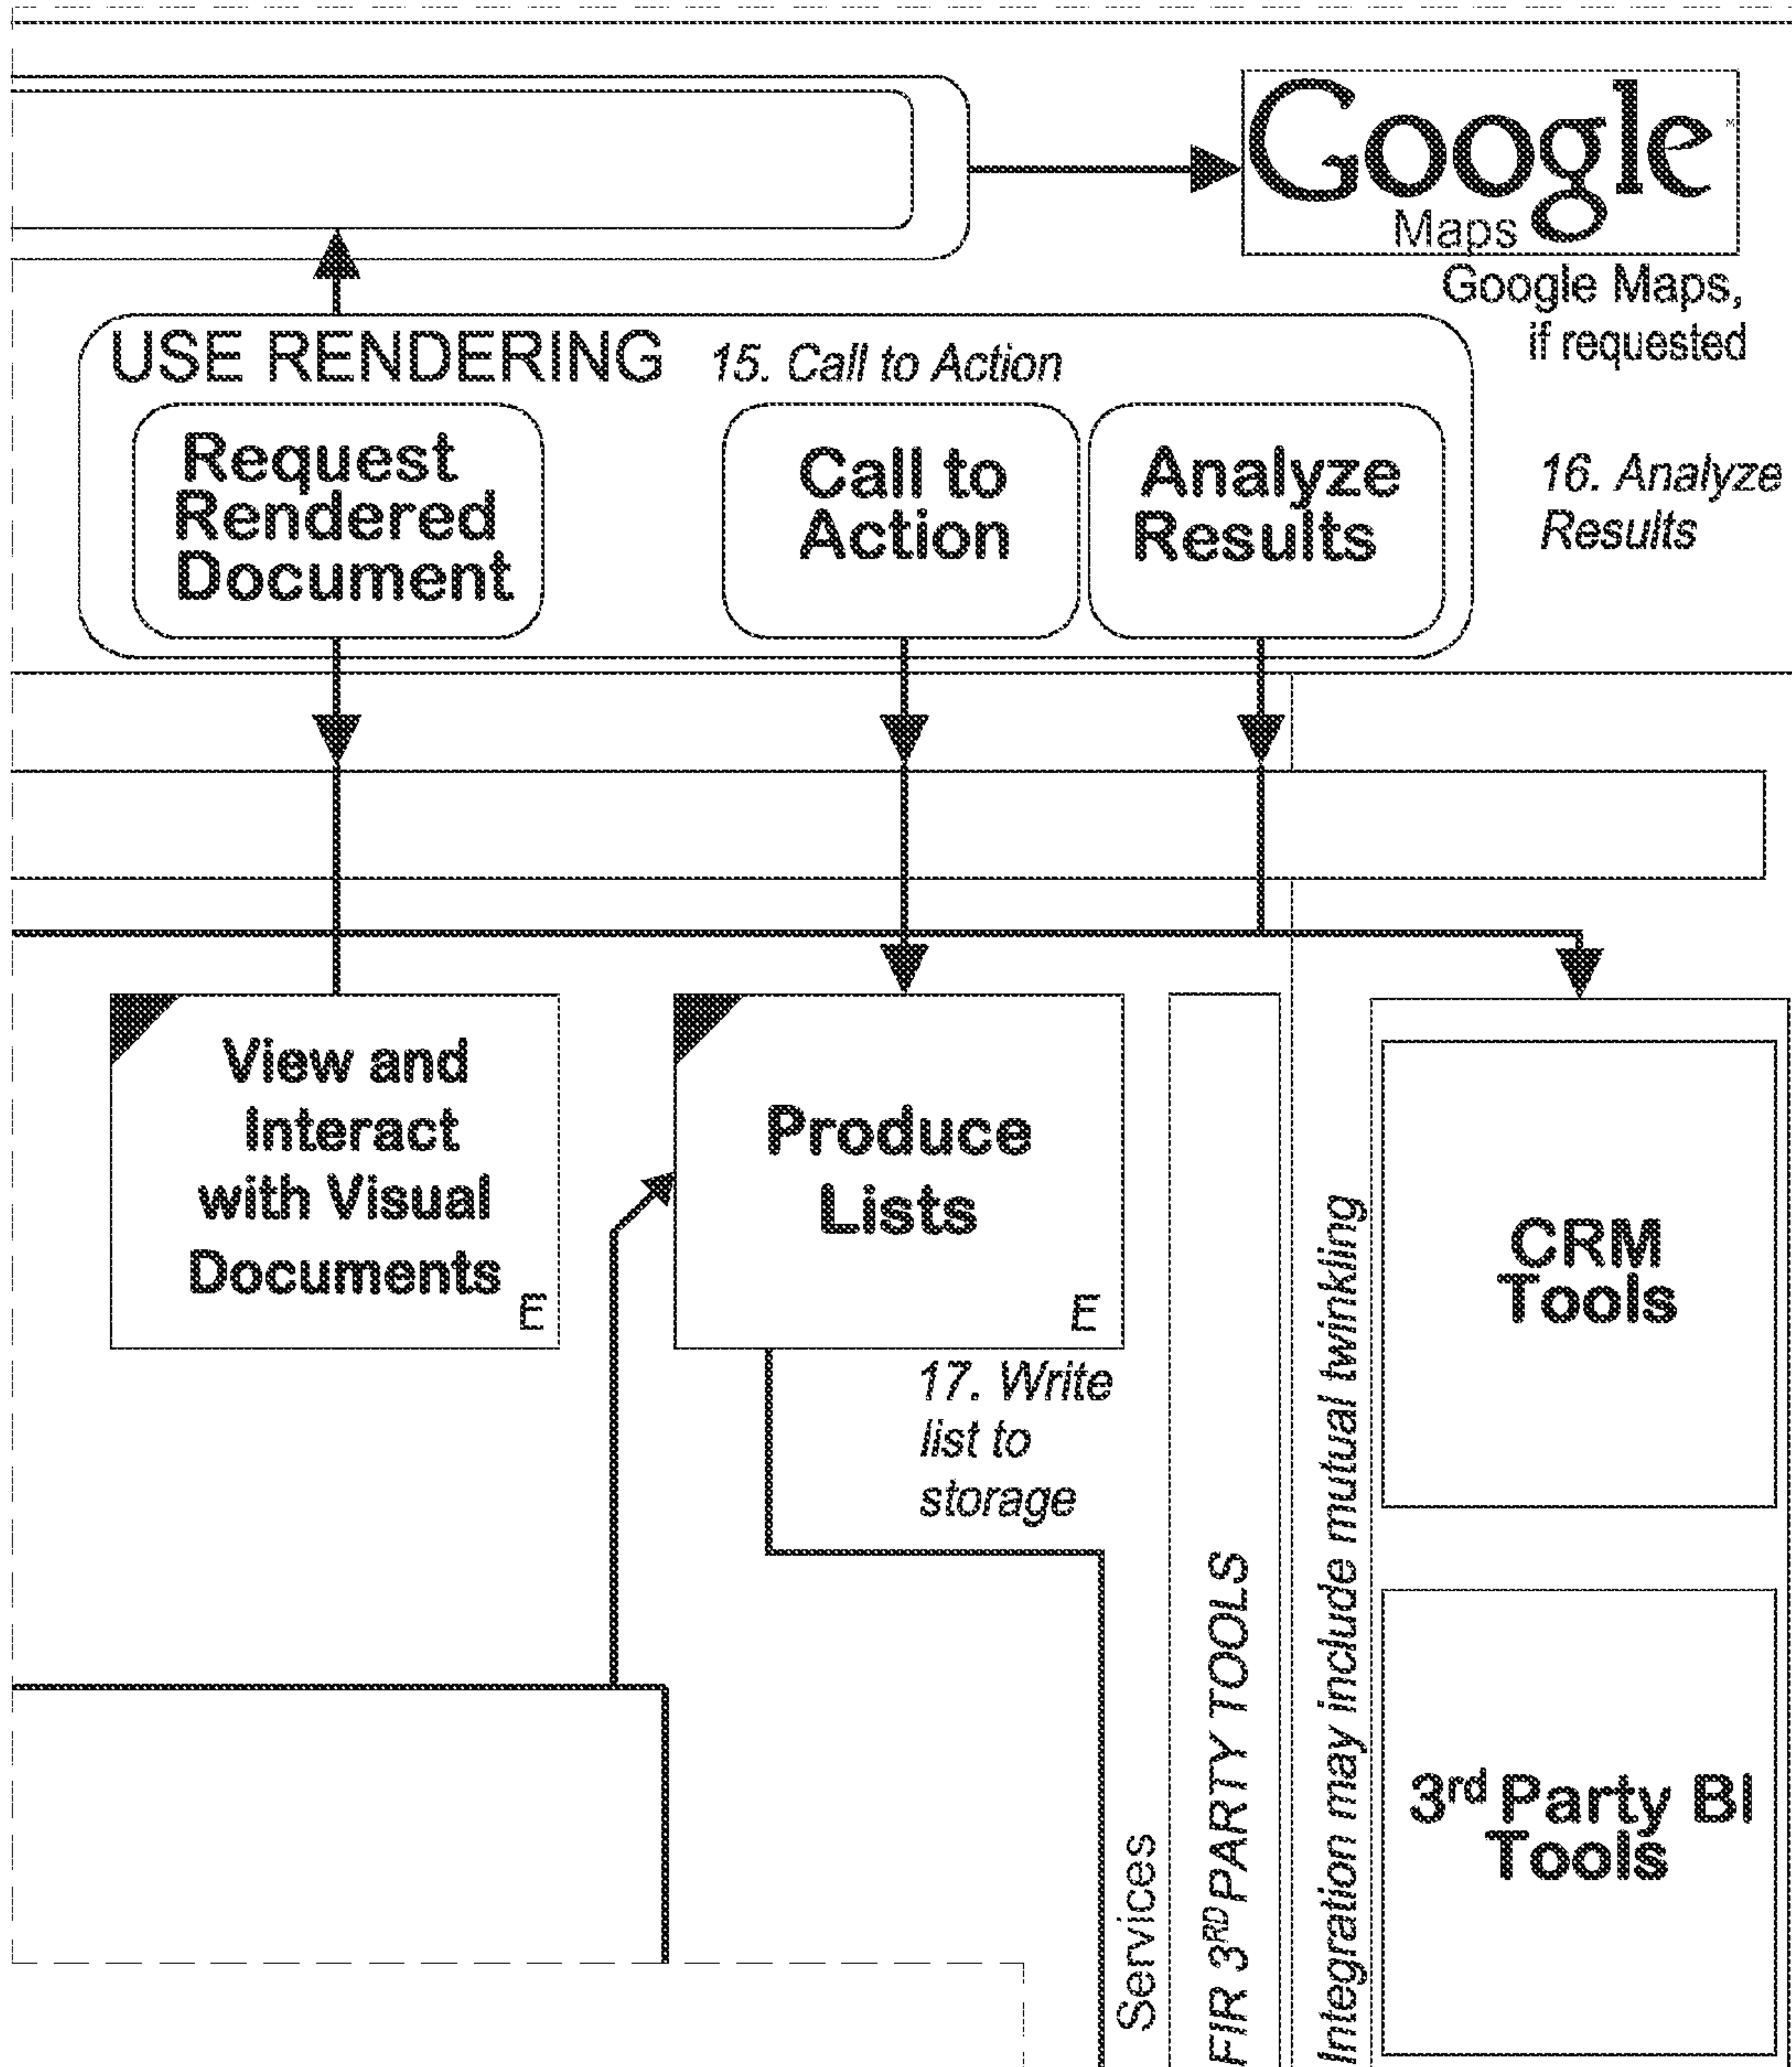 Google
Maps
Google Maps,
if requested
USE RENDERING
15. Call to Action
Request
Rendered
Document
Call to
Action
Analyze
Results
16. Analyze
Results
View and
Interact
with Visual
Documents
E
Produce
Lists
E
17. Write
list to
storage
Services
FIR 3RD PARTY TOOLS
Integration may include mutual twinkling
CRM
Tools
3rd Party BI
Tools